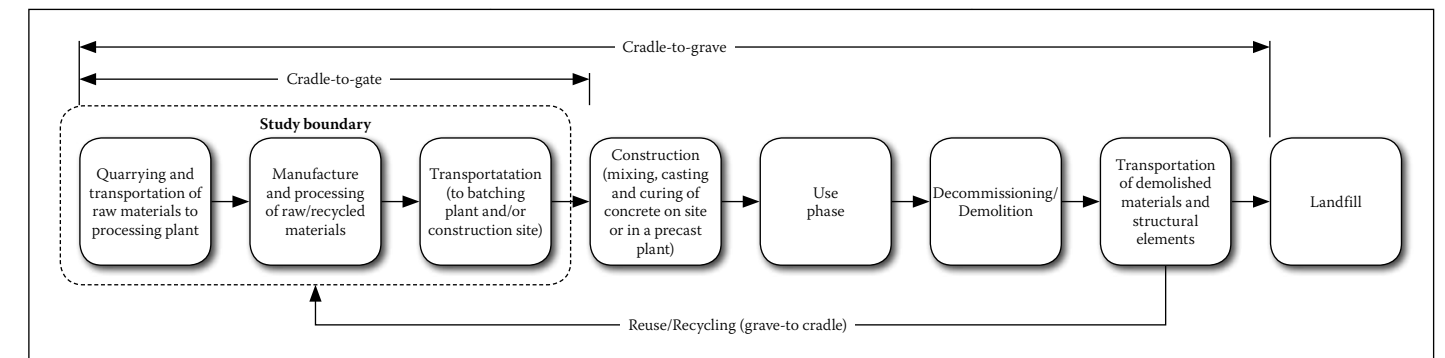 Cradle-to-grave
Cradle-to-gate
Study boundary
Quarrying and
transportation of
raw materials to
processing plant
Manufacture
and processing
of raw/recycled
materials
Transportatation
(to batching
plant and/or
construction site)
Construction
(mixing, casting
and curing of
concrete on site
or in a precast
plant)
Use
phase
Decommissioning/
Demolition
Transportation
of demolished
materials and
structural
elements
Landfill
Reuse/Recycling (grave-to cradle)